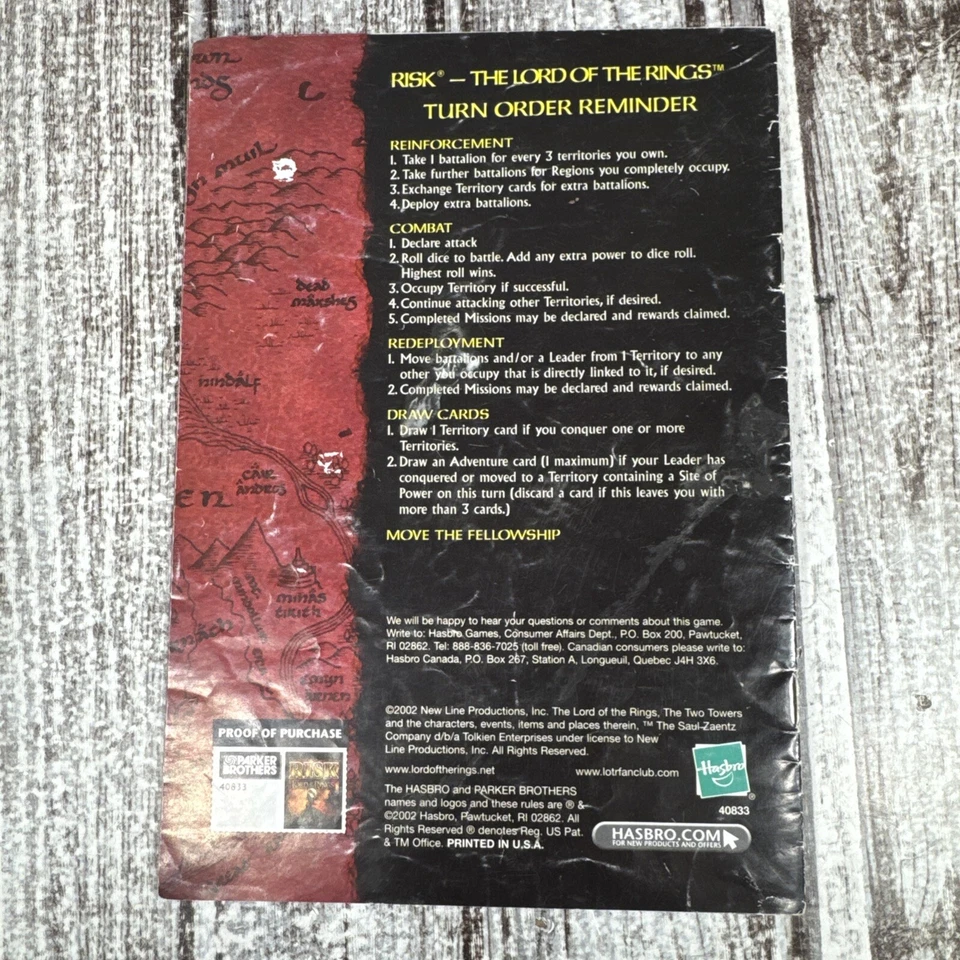 RISK® – THE LORD OF THE RINGS™
TURN ORDER REMINDER
REINFORCEMENT
1. Take 1 battalion for every 3 territories you own.
2. Take further battalions for Regions you completely occupy.
3. Exchange Territory cards for extra battalions.
4. Deploy extra battalions.
COMBAT
1. Declare attack
2. Roll dice to battle. Add any extra power to dice roll.
Highest roll wins.
3. Occupy Territory if successful.
4. Continue attacking other Territories, if desired.
5. Completed Missions may be declared and rewards claimed.
REDEPLOYMENT
1. Move battalions and/or a Leader from 1 Territory to any
other you occupy that is directly linked to it, if desired.
2. Completed Missions may be declared and rewards claimed.
DRAW CARDS
1. Draw 1 Territory card if you conquer one or more
Territories.
2. Draw an Adventure card (1 maximum) if your Leader has
conquered or moved to a Territory containing a Site of
Power on this turn (discard a card if this leaves you with
more than 3 cards.)
MOVE THE FELLOWSHIP
We will be happy to hear your questions or comments about this game.
Write to: Hasbro Games, Consumer Affairs Dept., P.O. Box 200, Pawtucket,
RI 02862. Tel: 888-836-7025 (toll free). Canadian consumers please write to:
Hasbro Canada, P.O. Box 267, Station A, Longueuil, Quebec J4H 3X6.
©2002 New Line Productions, Inc. The Lord of the Rings, The Two Towers
and the characters, events, items and places therein, ™ The Saul Zaentz
Company d/b/a Tolkien Enterprises under license to New
Line Productions, Inc. All Rights Reserved.
www.lordoftherings.net
www.lotrfanclub.com
The HASBRO and PARKER BROTHERS
names and logos and these rules are ® &
©2002 Hasbro, Pawtucket, RI 02862. All
Rights Reserved ® denotes Reg. US Pat.
& TM Office. PRINTED IN U.S.A.
Hasbro
®
40833
HASBRO.COM
FOR NEW PRODUCTS AND OFFERS
dead
marshes
nindalf
cair
andros
EN
minas
tirith
PROOF OF PURCHASE
PARKER
BROTHERS
40833
RISK